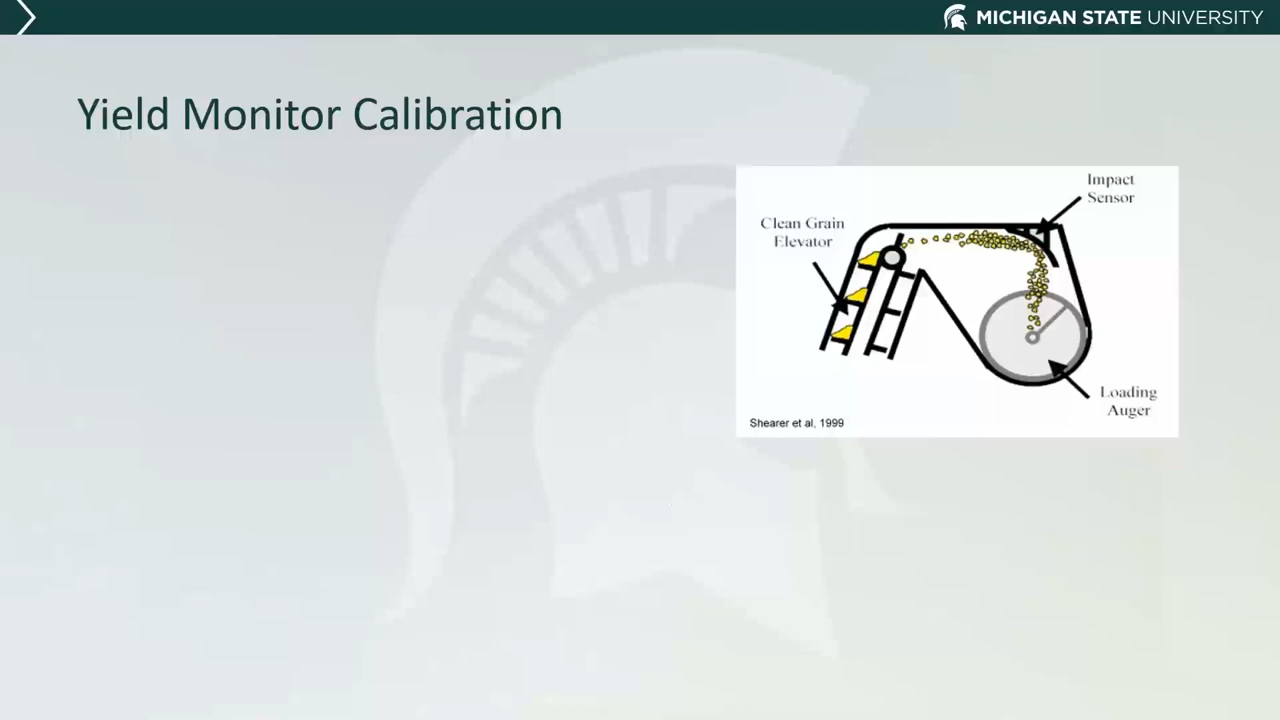 MICHIGAN STATE UNIVERSITY
Yield Monitor Calibration
Impact
Sensor
Clean Grain
Elevator
Loading
Auger
Shearer et al, 1999